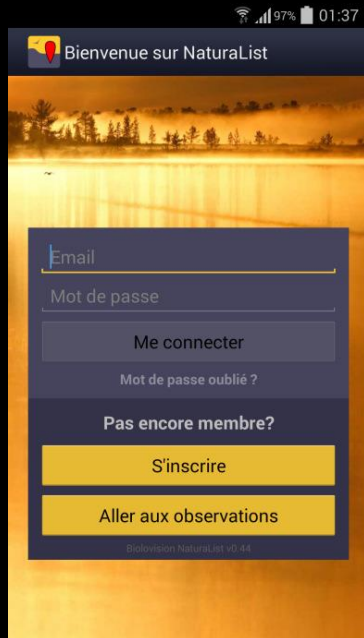 97% 01:37
Bienvenue sur NaturaList
Email
Mot de passe
Me connecter
Mot de passe oublié ?
Pas encore membre?
S'inscrire
Aller aux observations
Biolovision NaturaList v0.44